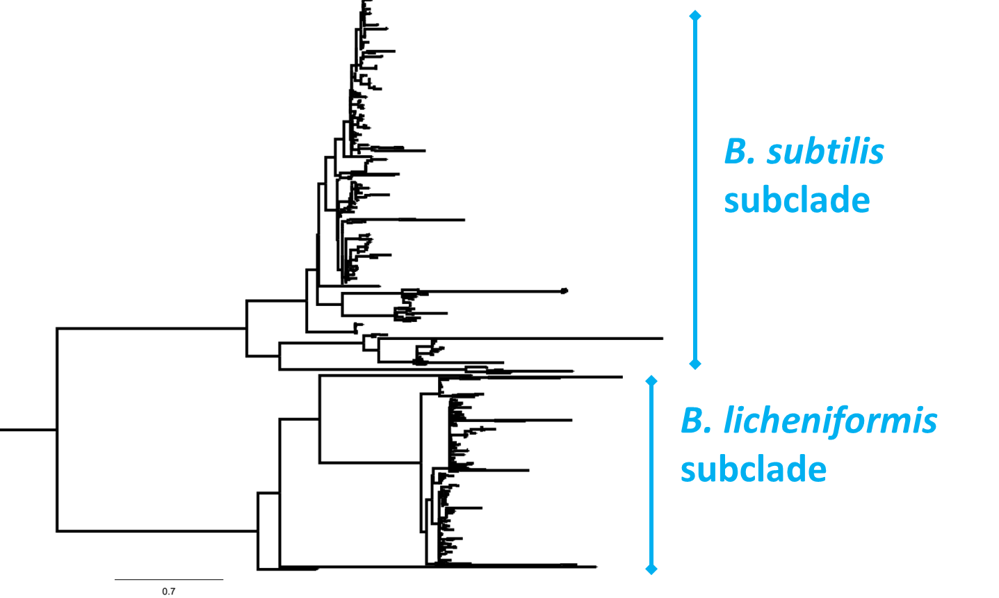 B. subtilis
subclade
B. licheniformis
subclade
0.7